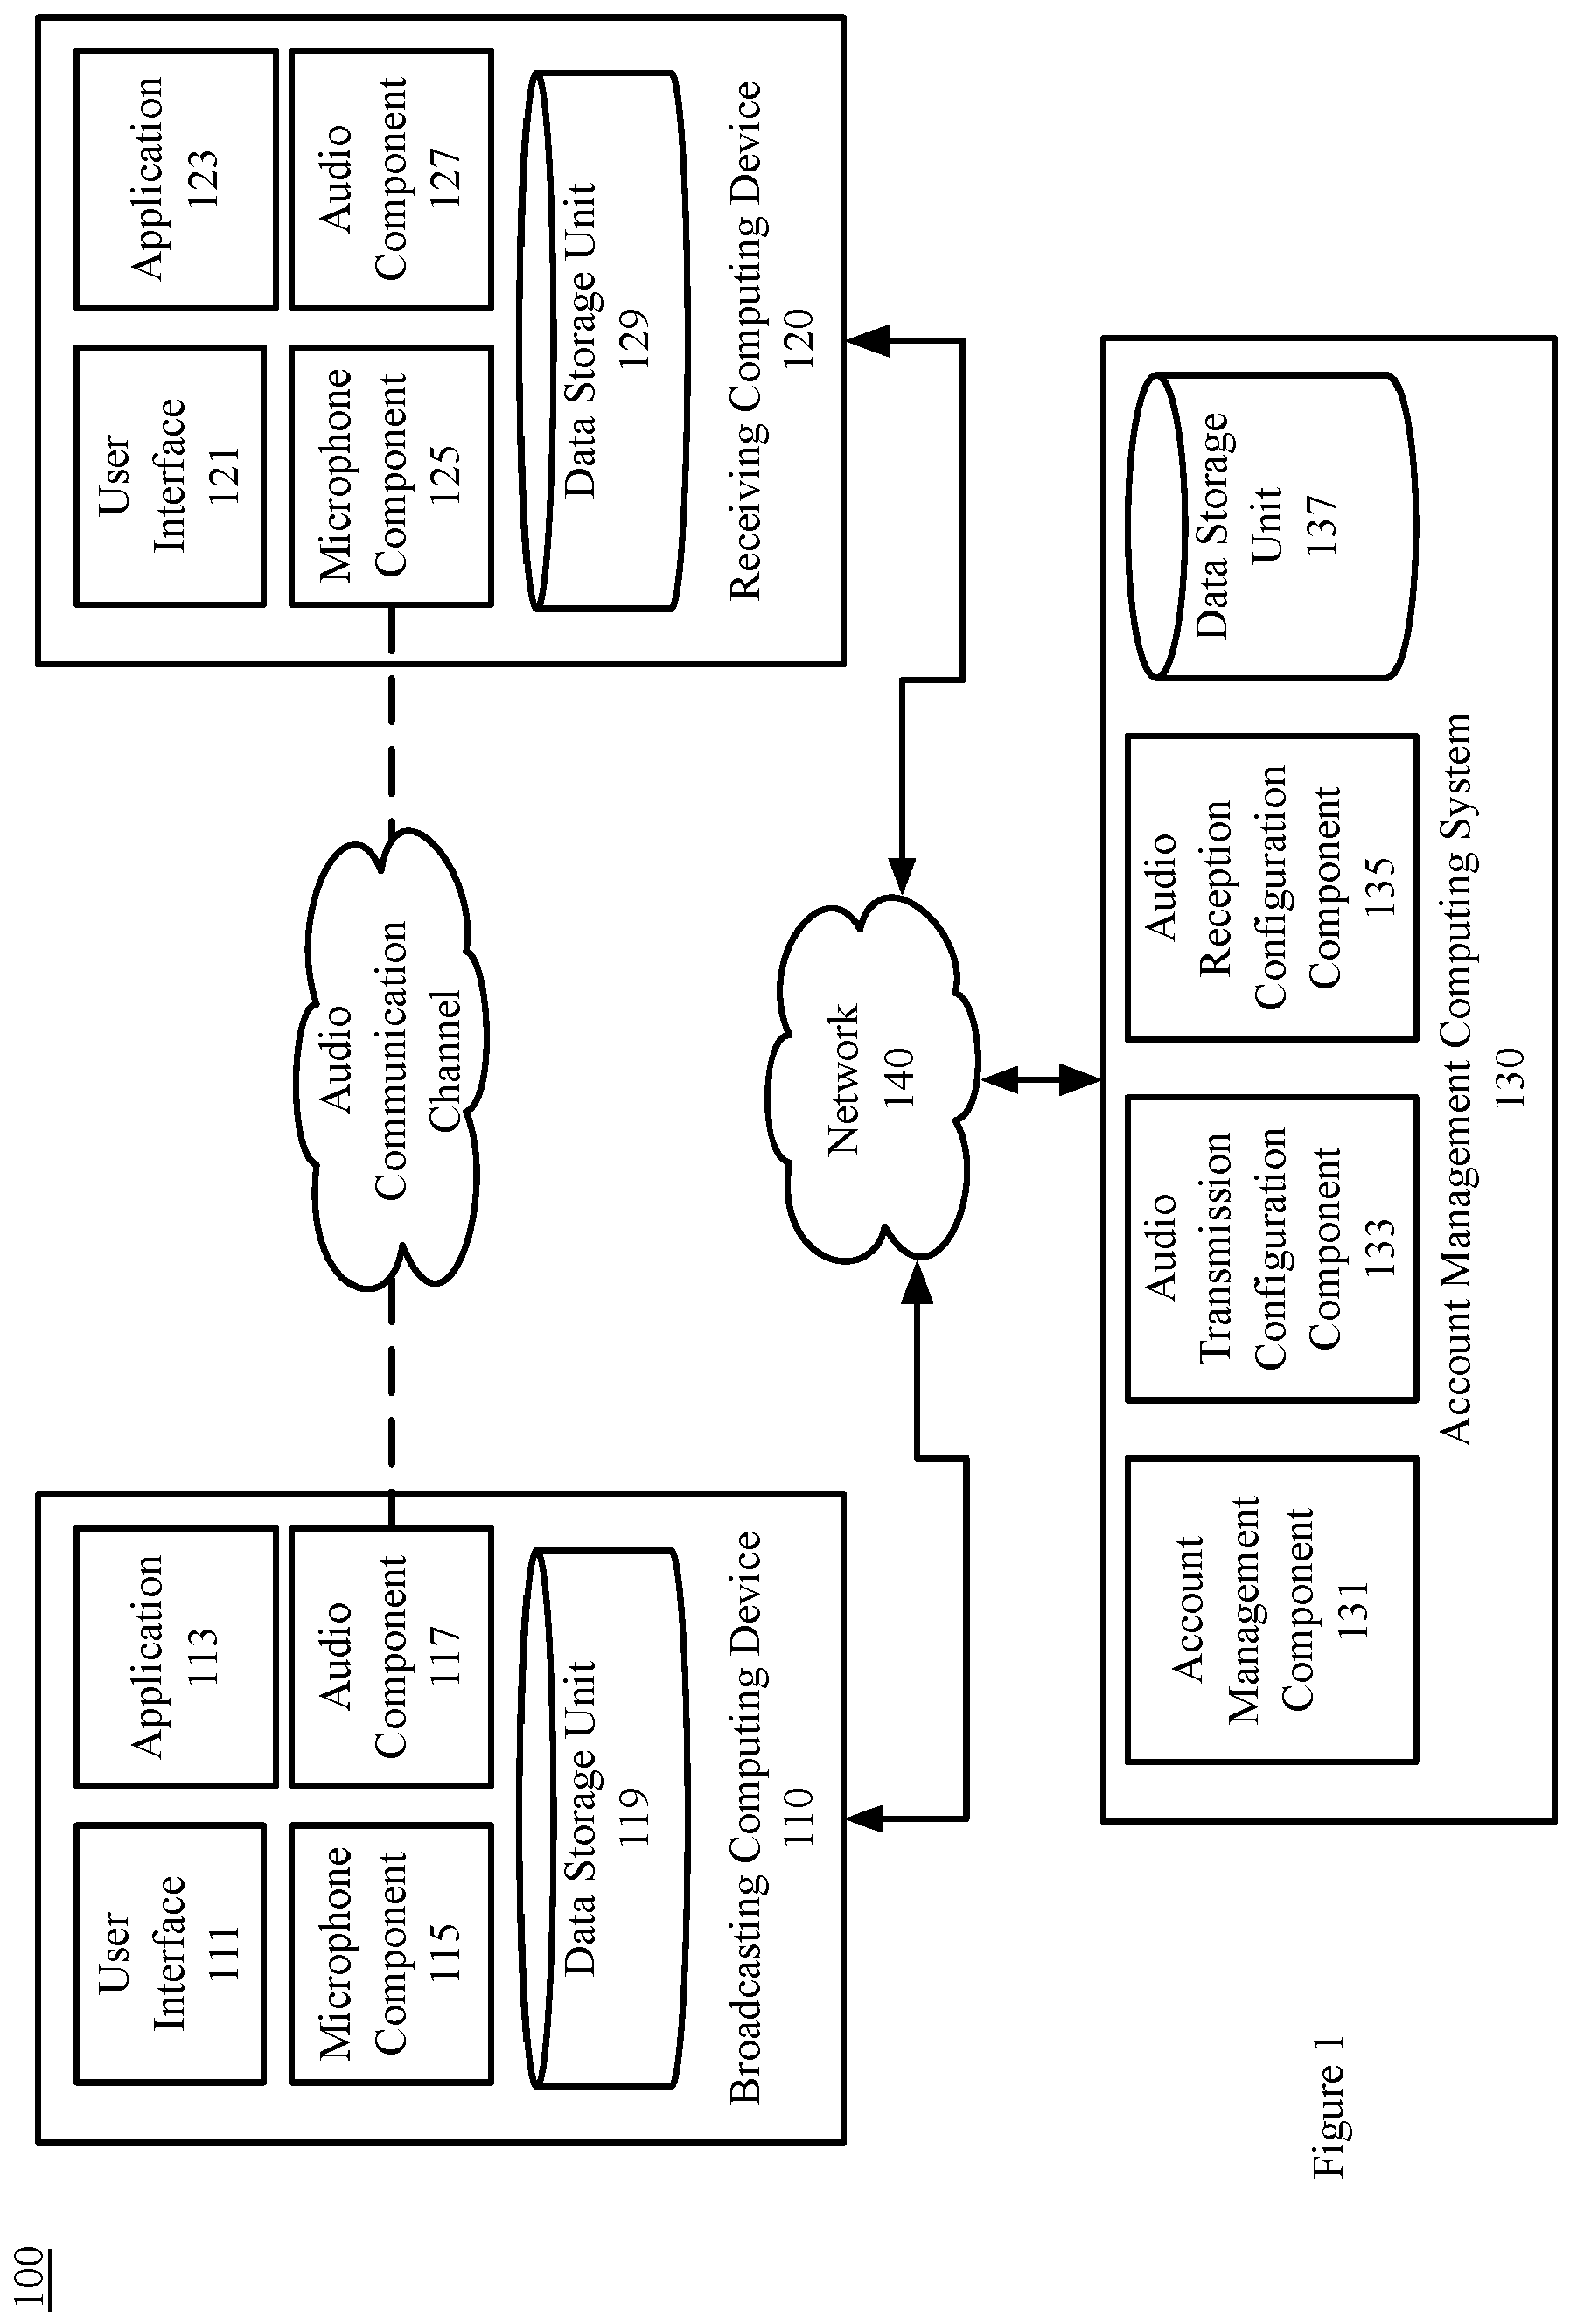 100
User
Interface
111
Application
113
Microphone
Component
115
Audio
Component
117
Data Storage Unit
119
Broadcasting Computing Device
110
Audio
Communication
Channel
User
Interface
121
Application
123
Microphone
Component
125
Audio
Component
127
Data Storage Unit
129
Receiving Computing Device
120
Network
140
Account
Management
Component
131
Audio
Transmission
Configuration
Component
133
Audio
Reception
Configuration
Component
135
Data Storage
Unit
137
Account Management Computing System
130
Figure 1